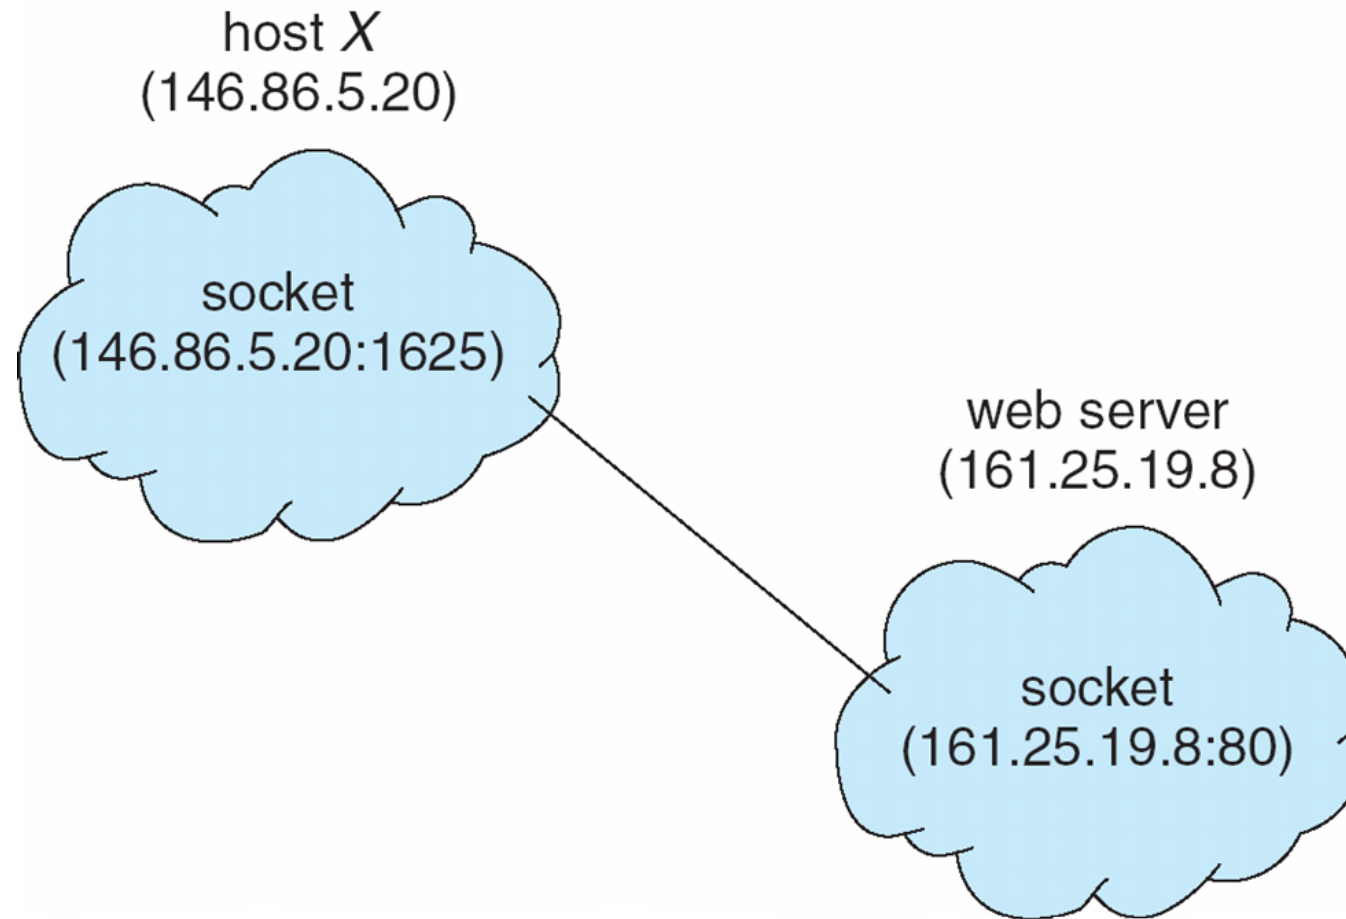 host X
(146.86.5.20)
socket
(146.86.5.20:1625)
web server
(161.25.19.8)
socket
(161.25.19.8:80)